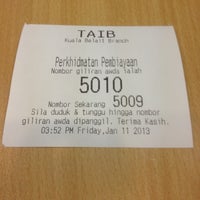 TAIB
Kuala Belait Branch
Perkhidmatan Pembiayaan
Nombor giliran awda ialah
5010
Nombor Sekarang 5009
Sila duduk & tunggu hingga nombor
giliran awda dipanggil. Terima Kasih.
03:52 PM Friday,Jan 11 2013